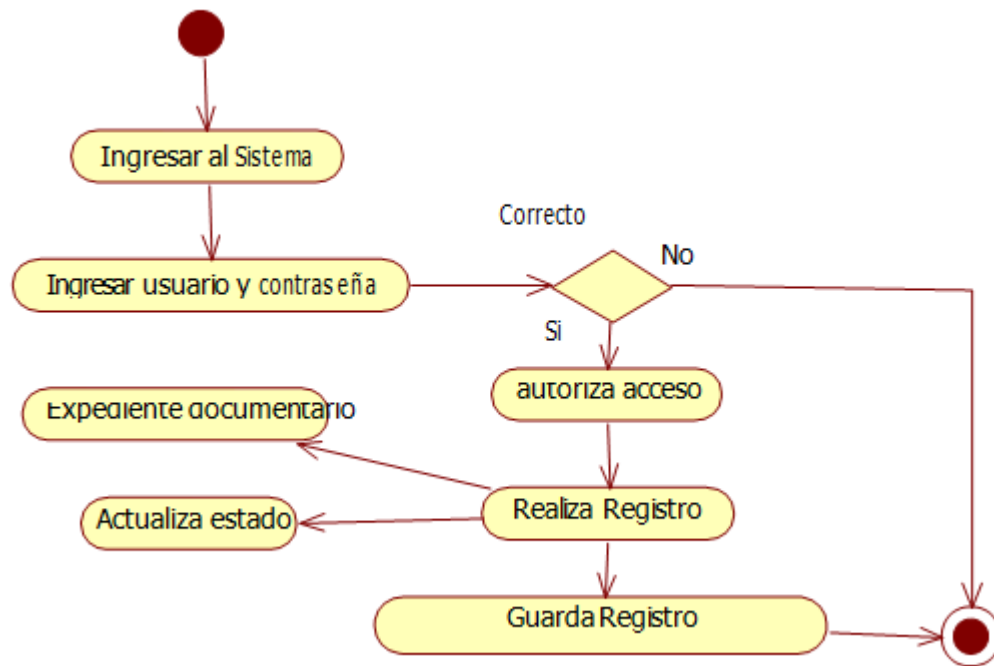 Ingresar al Sistema
Correcto
No
Ingresar usuario y contraseña
Si
autoriza acceso
Expediente documentario
Realiza Registro
Actualiza estado
Guarda Registro